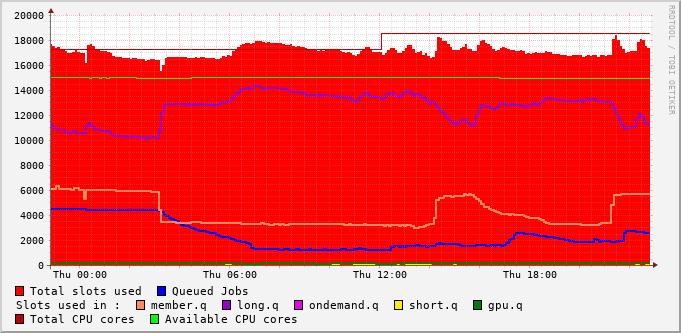 20000
18000
16000
14000
12000
10000
8000
6000
4000
2000
0
Thu 00:00 Thu 06:00 Thu 12:00 Thu 18:00
RRDTOOL / TOBI OETIKER
Total slots used Queued Jobs
Slots used in : member.q long.q ondemand.q short.q gpu.q
Total CPU cores Available CPU cores